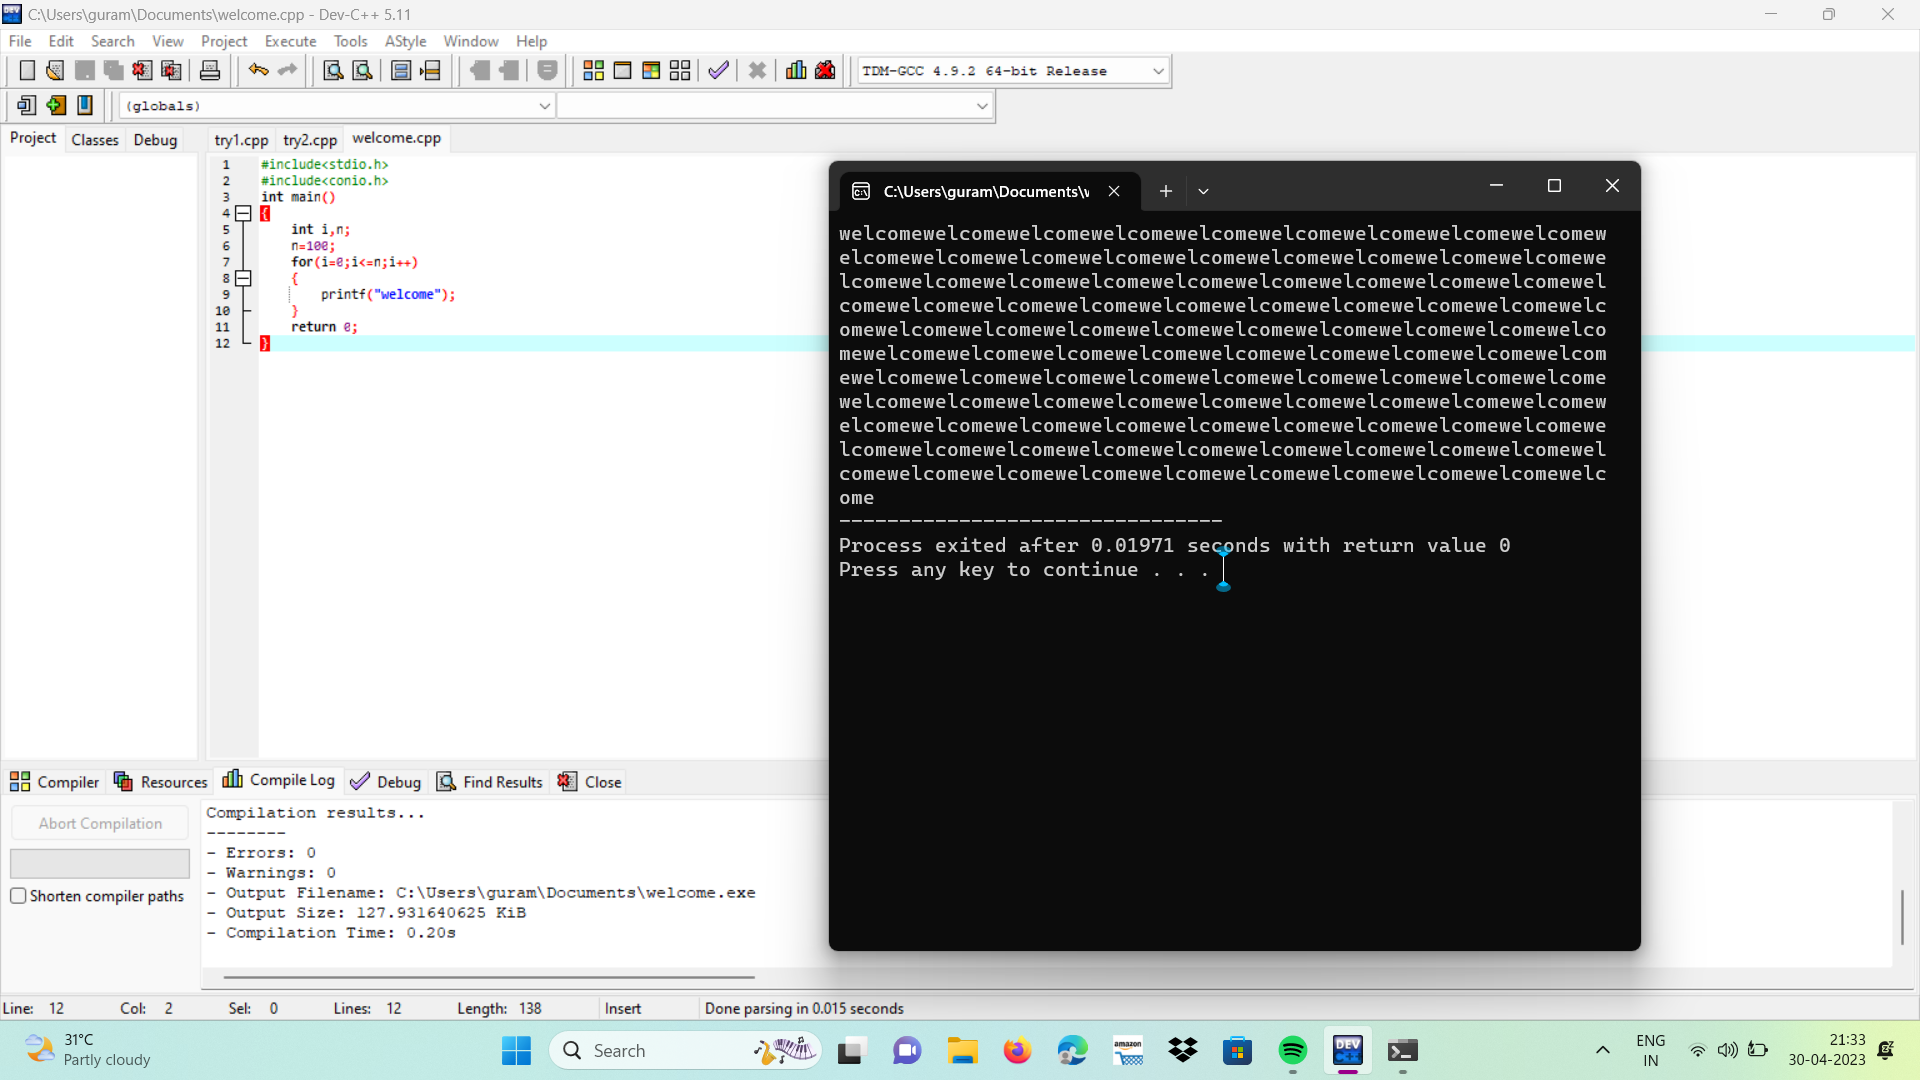 C:\Users\guram\Documents\welcome.cpp - Dev-C++ 5.11
File Edit Search View Project Execute Tools AStyle Window Help
TDM-GCC 4.9.2 64-bit Release
(globals)
Project Classes Debug
try1.cpp try2.cpp welcome.cpp
1 #include<stdio.h>
2 #include<conio.h>
3 int main()
4 {
5 int i,n;
6 n=100;
7 for(i=0;i<=n;i++)
8 {
9 printf("welcome");
10 }
11 return 0;
12 }
C:\Users\guram\Documents\w
welcomewelcomewelcomewelcomewelcomewelcomewelcomewelcomewelcomew
elcomewelcomewelcomewelcomewelcomewelcomewelcomewelcomewelcomewe
lcomewelcomewelcomewelcomewelcomewelcomewelcomewelcomewelcomewel
comewelcomewelcomewelcomewelcomewelcomewelcomewelcomewelcomewelc
omewelcomewelcomewelcomewelcomewelcomewelcomewelcomewelcomewelco
mewelcomewelcomewelcomewelcomewelcomewelcomewelcomewelcomewelcom
ewelcomewelcomewelcomewelcomewelcomewelcomewelcomewelcomewelcome
welcomewelcomewelcomewelcomewelcomewelcomewelcomewelcomewelcomew
elcomewelcomewelcomewelcomewelcomewelcomewelcomewelcomewelcomewe
lcomewelcomewelcomewelcomewelcomewelcomewelcomewelcomewelcomewel
comewelcomewelcomewelcomewelcomewelcomewelcomewelcomewelcomewelc
ome
--------------------------------
Process exited after 0.01971 seconds with return value 0
Press any key to continue . . .
Compiler Resources Compile Log Debug Find Results Close
Abort Compilation
Shorten compiler paths
Compilation results...
--------
- Errors: 0
- Warnings: 0
- Output Filename: C:\Users\guram\Documents\welcome.exe
- Output Size: 127.931640625 KiB
- Compilation Time: 0.20s
Line: 12 Col: 2 Sel: 0 Lines: 12 Length: 138 Insert Done parsing in 0.015 seconds
31°C
Partly cloudy
Search
amazon
DEV
C++
ENG
IN
21:33
30-04-2023